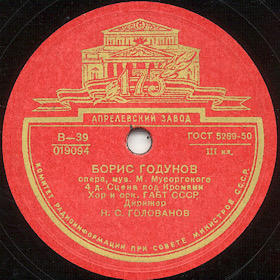 175
АПРЕЛЕВСКИЙ ЗАВОД
В—39
019094
ГОСТ 5289-50
III кл.
БОРИС ГОДУНОВ
опера, муз. М. Мусоргского
4 д. Сцена под Кромами
Хор и орк. ГАБТ СССР
Дирижер
Н. С. ГОЛОВАНОВ
КОМИТЕТ РАДИОИНФОРМАЦИИ ПРИ СОВЕТЕ МИНИСТРОВ СССР.